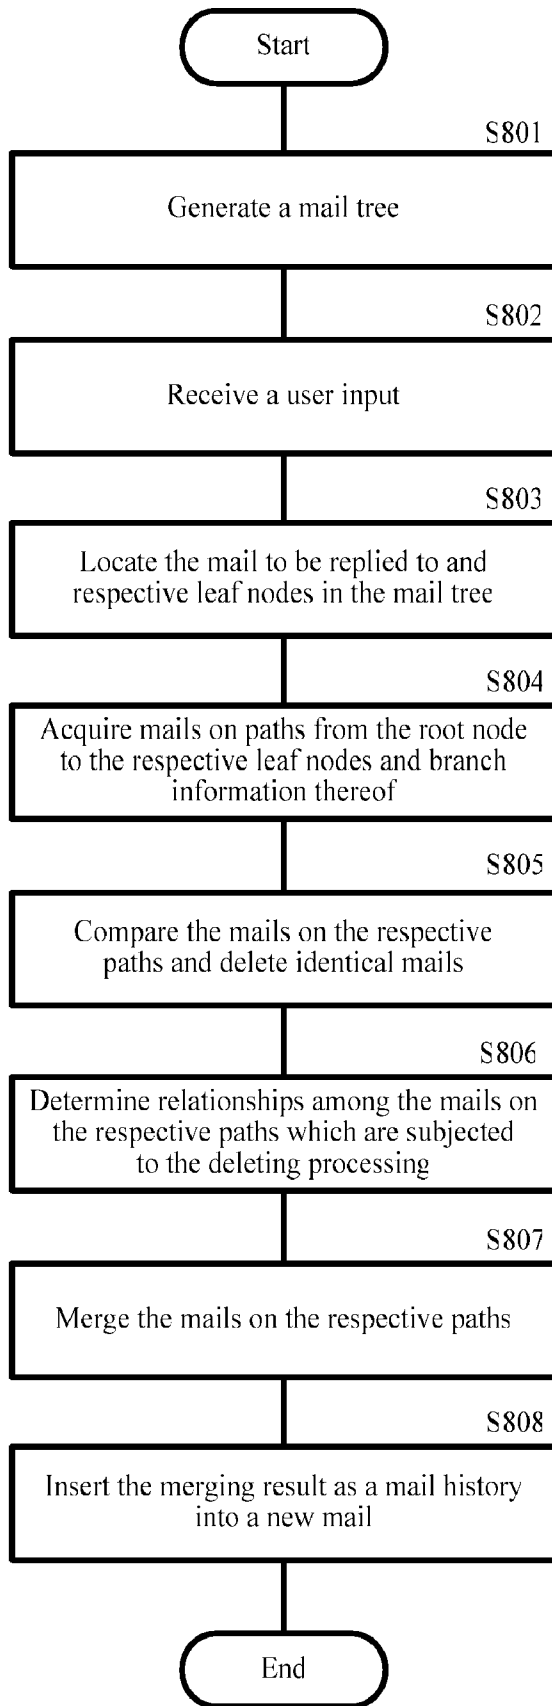 Start
S801
Generate a mail tree
S802
Receive a user input
S803
Locate the mail to be replied to and
respective leaf nodes in the mail tree
S804
Acquire mails on paths from the root node
to the respective leaf nodes and branch
information thereof
S805
Compare the mails on the respective
paths and delete identical mails
S806
Determine relationships among the mails on
the respective paths which are subjected
to the deleting processing
S807
Merge the mails on the respective paths
S808
Insert the merging result as a mail history
into a new mail
End